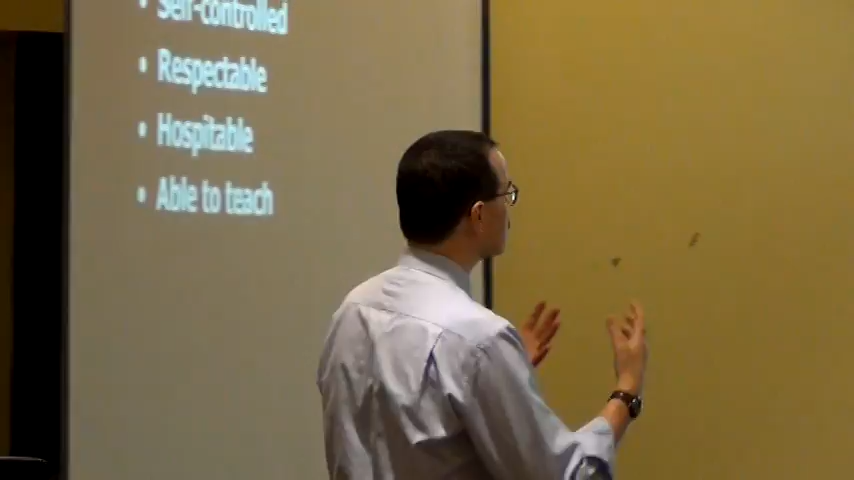 • Self-controlled
• Respectable
• Hospitable
• Able to teach